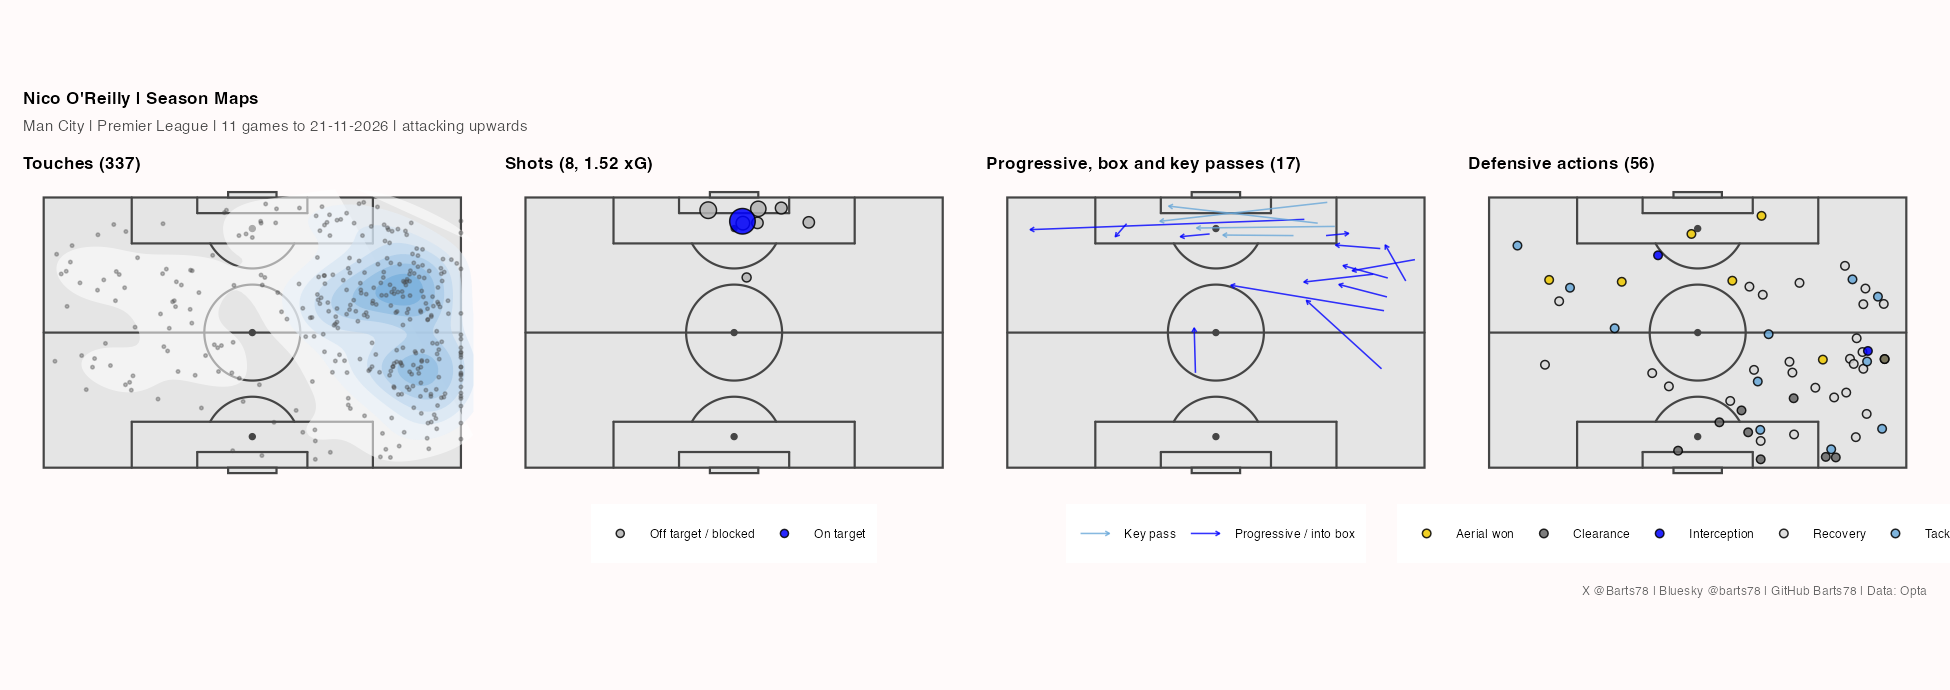 Nico O'Reilly | Season Maps
Man City | Premier League | 11 games to 21-11-2026 | attacking upwards
Touches (337)
Shots (8, 1.52 xG)
Progressive, box and key passes (17)
Defensive actions (56)
Off target / blocked
On target
Key pass
Progressive / into box
Aerial won
Clearance
Interception
Recovery
Tack
X @Barts78 | Bluesky @barts78 | GitHub Barts78 | Data: Opta